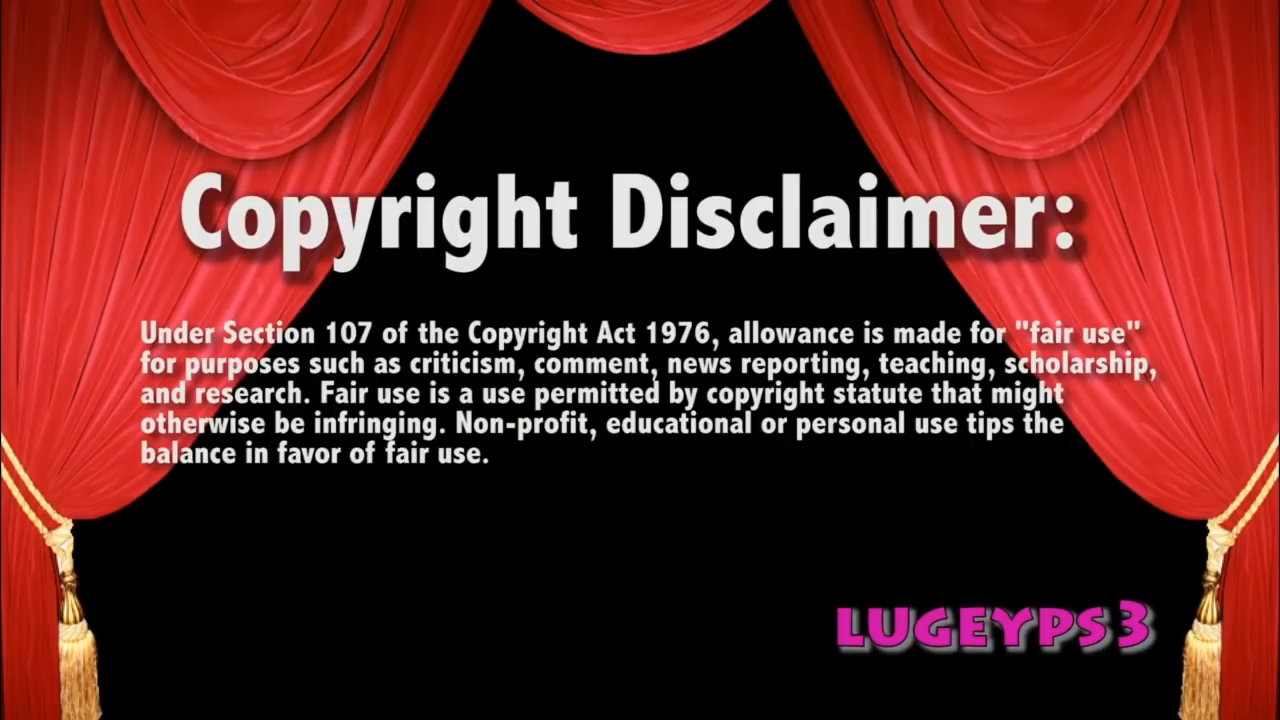 Copyright Disclaimer:
Under Section 107 of the Copyright Act 1976, allowance is made for "fair use"
for purposes such as criticism, comment, news reporting, teaching, scholarship,
and research. Fair use is a use permitted by copyright statute that might
otherwise be infringing. Non-profit, educational or personal use tips the
balance in favor of fair use.
LUGEYPS3